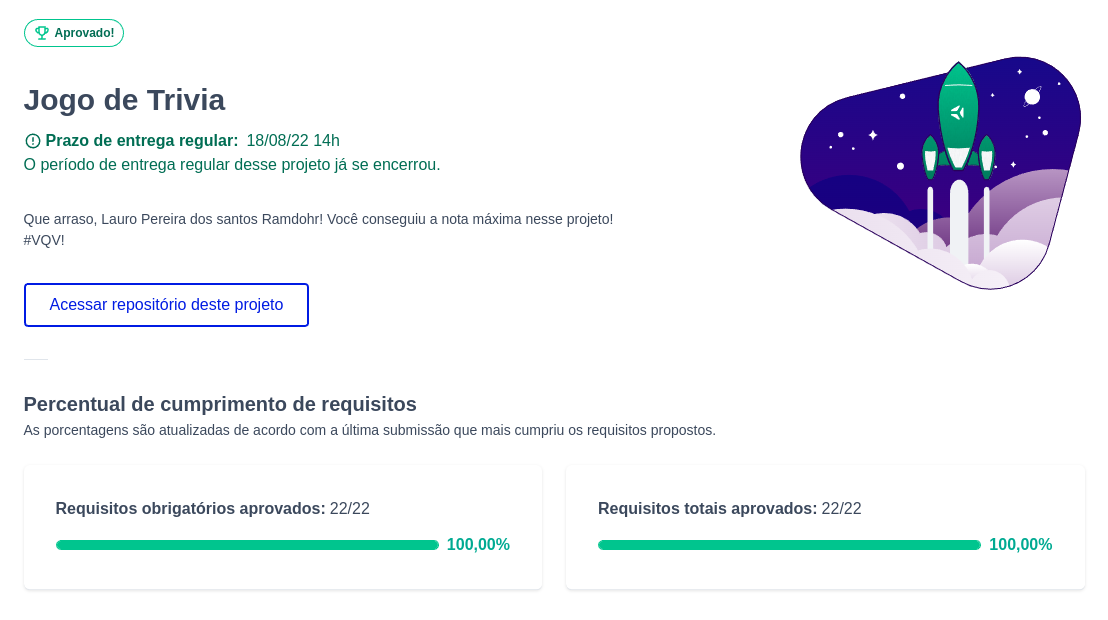 Aprovado!
Jogo de Trivia
Prazo de entrega regular: 18/08/22 14h
O período de entrega regular desse projeto já se encerrou.
Que arraso, Lauro Pereira dos santos Ramdohr! Você conseguiu a nota máxima nesse projeto!
#VQV!
Acessar repositório deste projeto
Percentual de cumprimento de requisitos
As porcentagens são atualizadas de acordo com a última submissão que mais cumpriu os requisitos propostos.
Requisitos obrigatórios aprovados: 22/22
100,00%
Requisitos totais aprovados: 22/22
100,00%